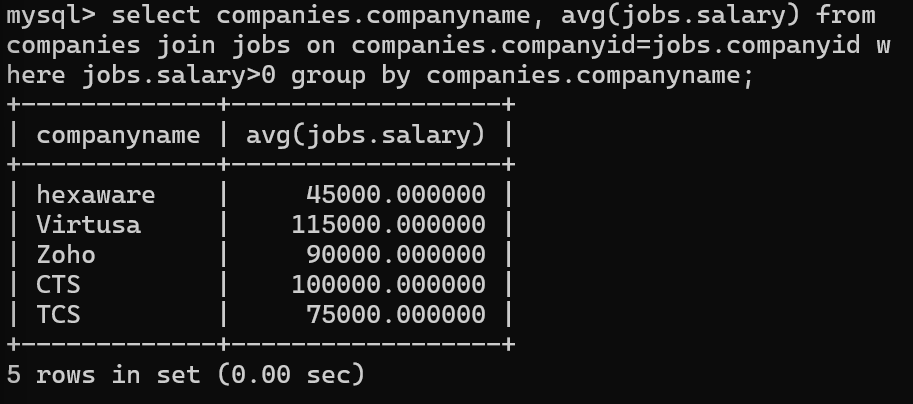 mysql> select companies.companyname, avg(jobs.salary) from
companies join jobs on companies.companyid=jobs.companyid w
here jobs.salary>0 group by companies.companyname;
+-------------+------------------+
| companyname | avg(jobs.salary) |
+-------------+------------------+
| hexaware    |     45000.000000 |
| Virtusa     |    115000.000000 |
| Zoho        |     90000.000000 |
| CTS         |    100000.000000 |
| TCS         |     75000.000000 |
+-------------+------------------+
5 rows in set (0.00 sec)